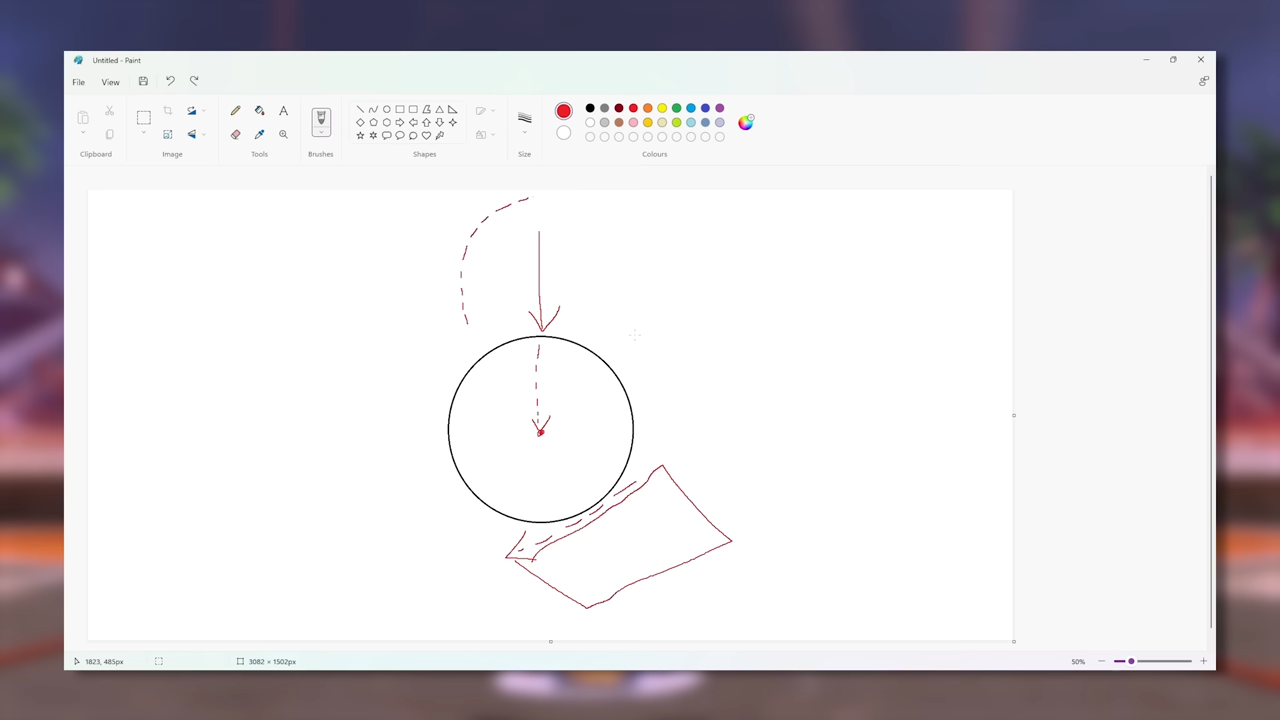 Untitled - Paint
File View
Clipboard Image Tools Brushes Shapes Size Colours
1823, 485px 3082 × 1502px 50%